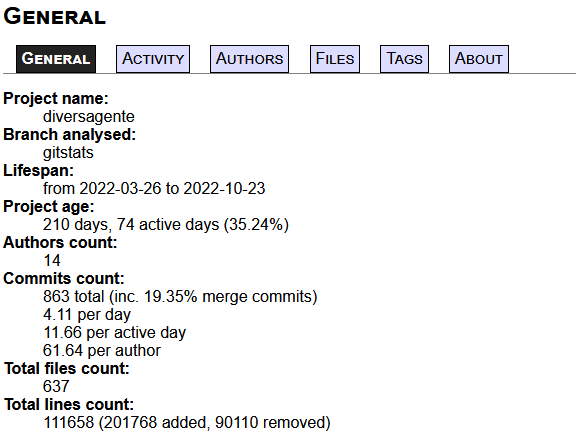 General
General Activity Authors Files Tags About
Project name:
diversagente
Branch analysed:
gitstats
Lifespan:
from 2022-03-26 to 2022-10-23
Project age:
210 days, 74 active days (35.24%)
Authors count:
14
Commits count:
863 total (inc. 19.35% merge commits)
4.11 per day
11.66 per active day
61.64 per author
Total files count:
637
Total lines count:
111658 (201768 added, 90110 removed)